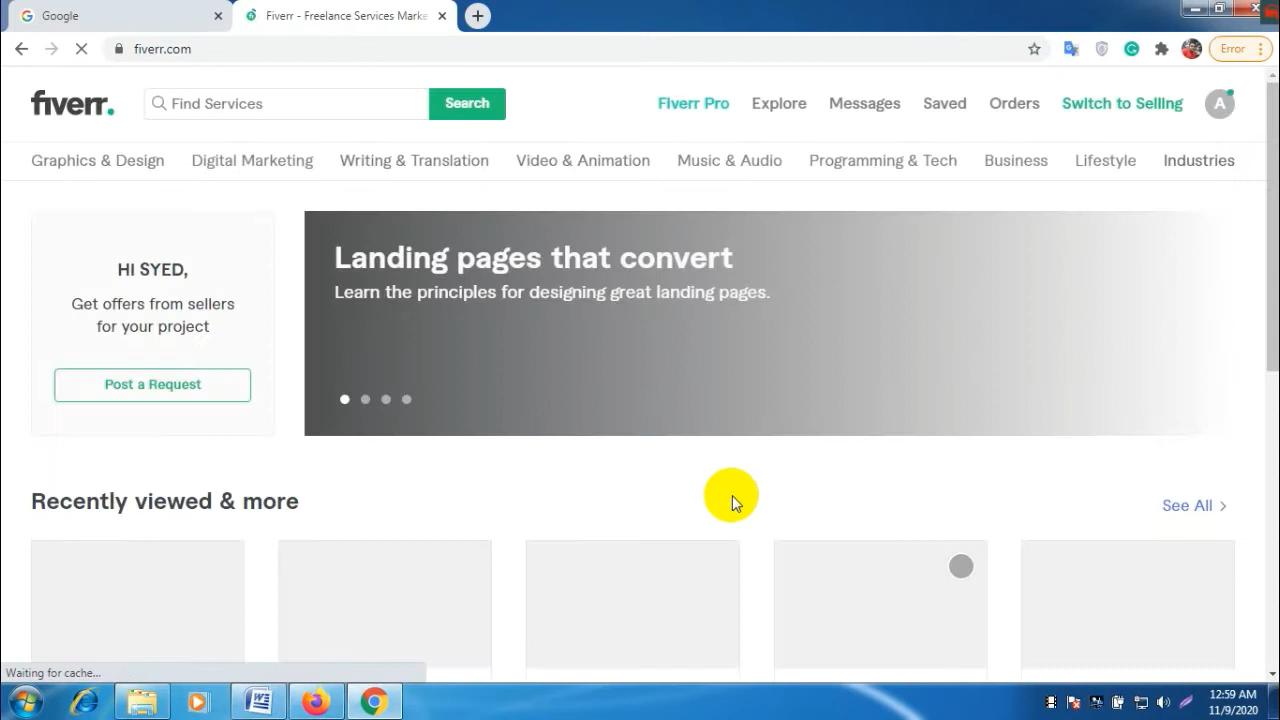 Google
Fiverr - Freelance Services Marke
fiverr.com
Error
fiverr.
Find Services
Search
Fiverr Pro
Explore
Messages
Saved
Orders
Switch to Selling
A
Graphics & Design
Digital Marketing
Writing & Translation
Video & Animation
Music & Audio
Programming & Tech
Business
Lifestyle
Industries
HI SYED,
Get offers from sellers
for your project
Post a Request
Landing pages that convert
Learn the principles for designing great landing pages.
Recently viewed & more
See All
Waiting for cache...
12:59 AM
11/9/2020